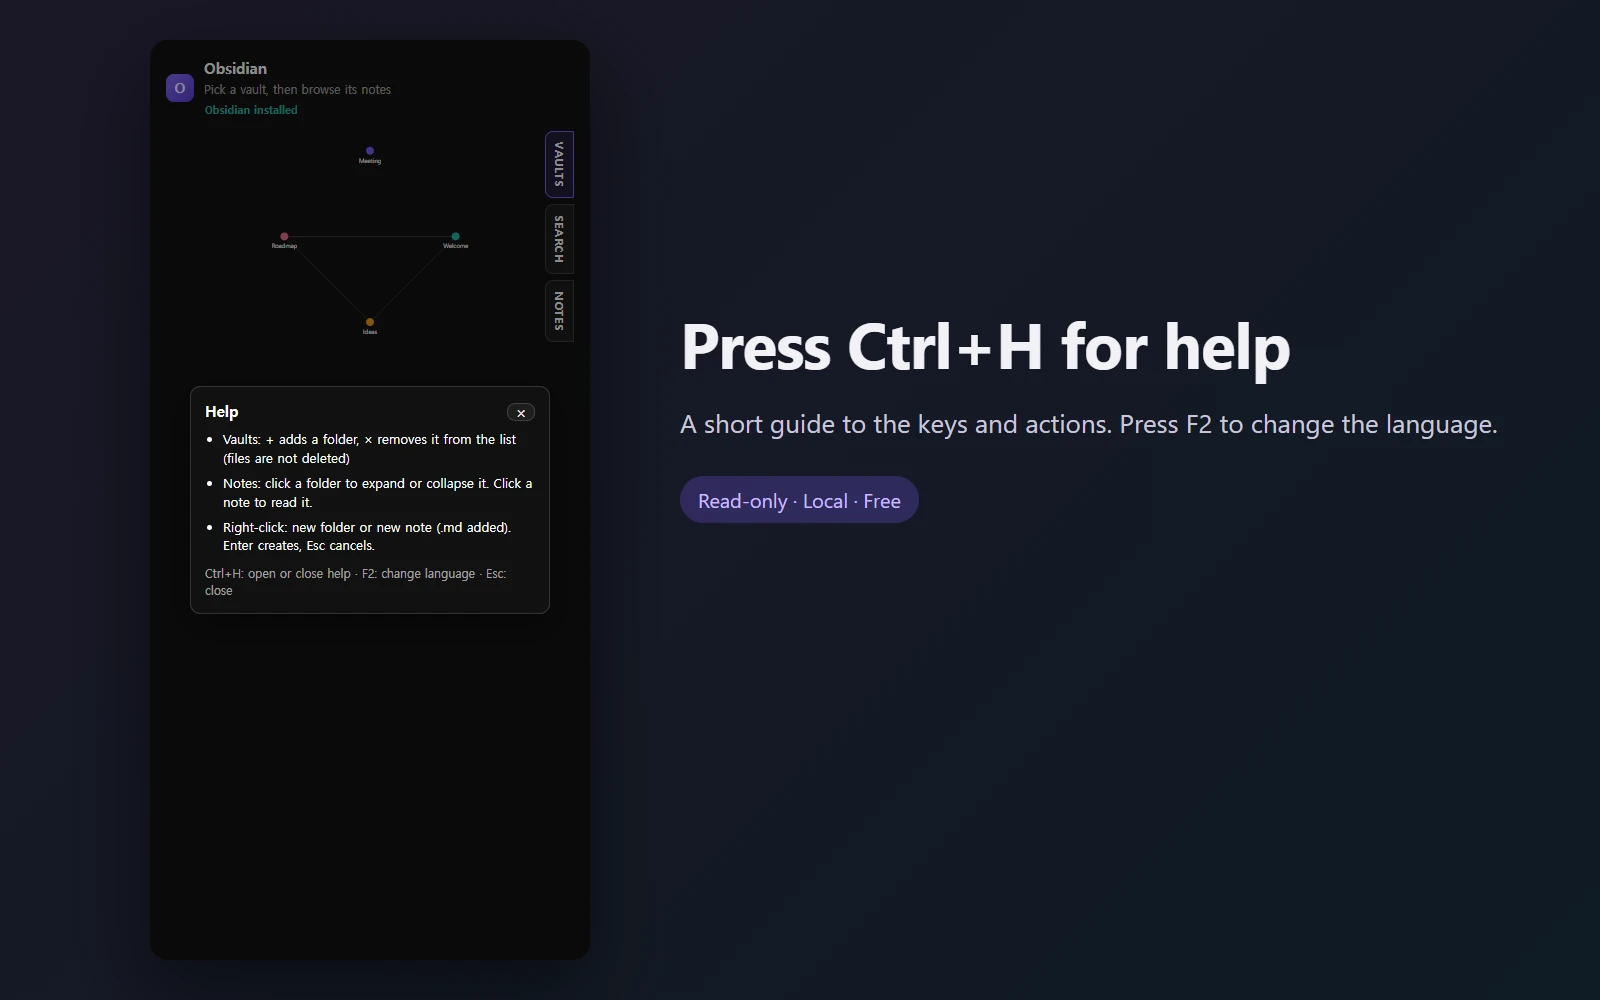 O
Obsidian
Pick a vault, then browse its notes
Obsidian installed
Meeting
Roadmap
Welcome
Ideas
VAULTS
SEARCH
NOTES
Help
×
• Vaults: + adds a folder, × removes it from the list
(files are not deleted)
• Notes: click a folder to expand or collapse it. Click a
note to read it.
• Right-click: new folder or new note (.md added).
Enter creates, Esc cancels.
Ctrl+H: open or close help · F2: change language · Esc:
close
Press Ctrl+H for help
A short guide to the keys and actions. Press F2 to change the language.
Read-only · Local · Free